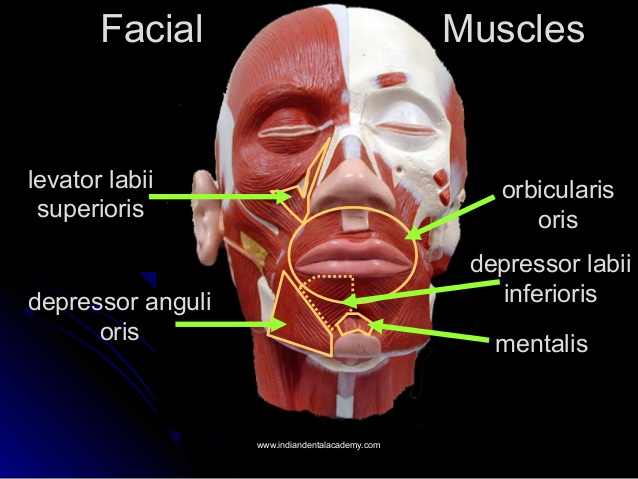 Facial Muscles
levator labii
superioris
orbicularis
oris
depressor labii
inferioris
depressor anguli
oris
mentalis
www.indiandentalacademy.com